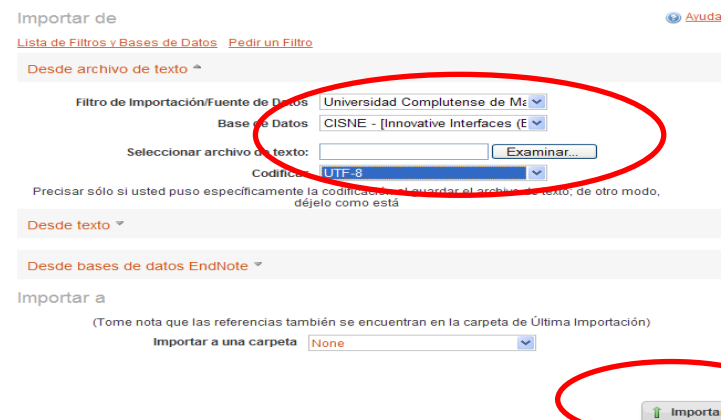 Importar de
Ayuda
Lista de Filtros y Bases de Datos Pedir un Filtro
Desde archivo de texto
Filtro de Importación/Fuente de Datos Universidad Complutense de Ma
Base de Datos CISNE - [Innovative Interfaces (E
Seleccionar archivo de texto: Examinar...
Codificar UTF-8
Precisar sólo si usted puso específicamente la codificación al guardar el archivo de texto; de otro modo,
déjelo como está
Desde texto
Desde bases de datos EndNote
Importar a
(Tome nota que las referencias también se encuentran en la carpeta de Última Importación)
Importar a una carpeta None
Importa